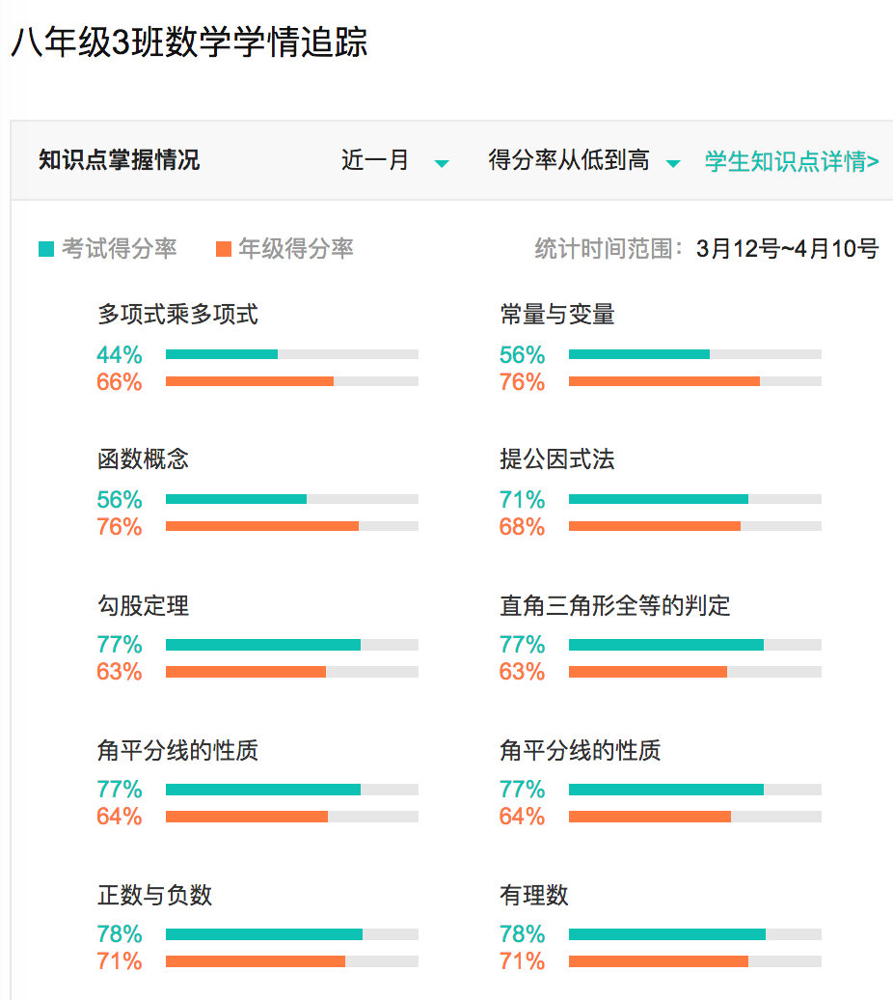 八年级3班数学学情追踪
知识点掌握情况 近一月 得分率从低到高 学生知识点详情>
考试得分率 年级得分率 统计时间范围：3月12号~4月10号
多项式乘多项式 常量与变量
44% 56%
66% 76%
函数概念 提公因式法
56% 71%
76% 68%
勾股定理 直角三角形全等的判定
77% 77%
63% 63%
角平分线的性质 角平分线的性质
77% 77%
64% 64%
正数与负数 有理数
78% 78%
71% 71%